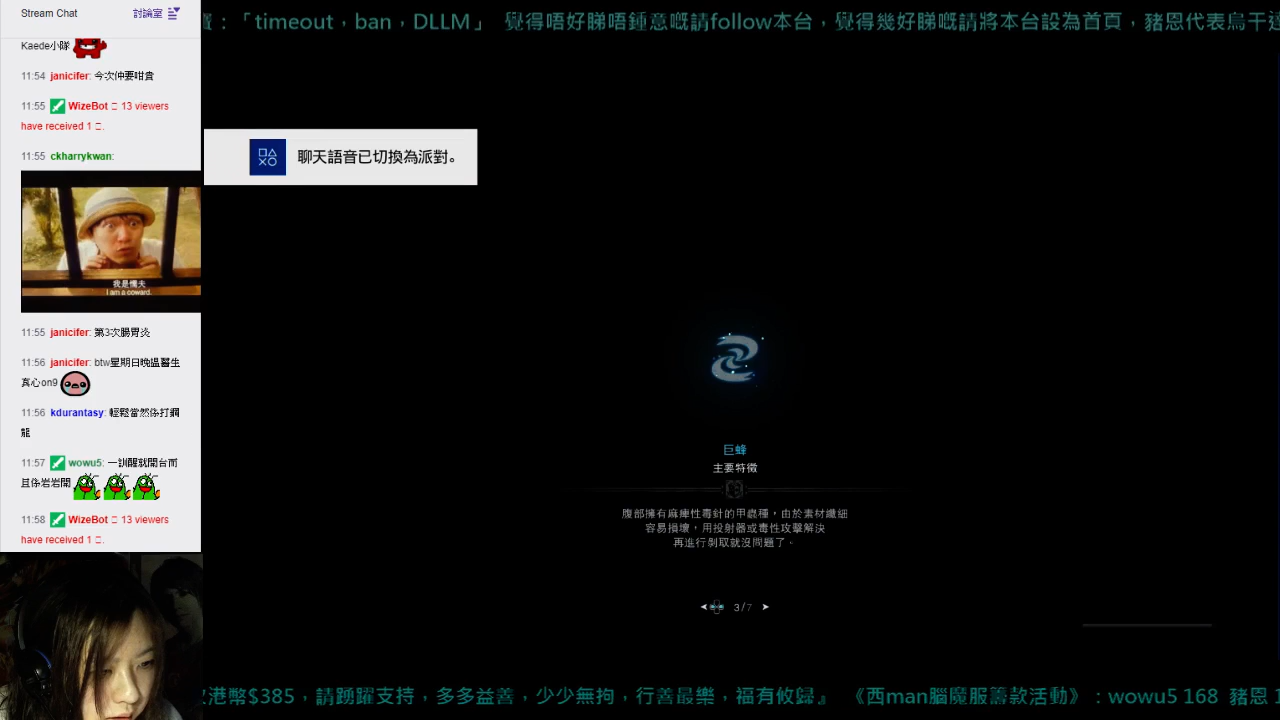 Stream Chat
討論室
：「timeout，ban，DLLM」 覺得唔好睇唔鍾意嘅請follow本台，覺得幾好睇嘅請將本台設為首頁，豬恩代表烏干
Kaede小隊
11:54 janicifer: 今次仲要咁貴
11:55 WizeBot 13 viewers
have received 1
11:55 ckharrykwan:
我是懦夫
I am a coward.
11:55 janicifer: 第3次腸胃炎
11:56 janicifer: btw星期日晚搵醫生
真心on9
11:56 kdurantasy: 輕鬆當然係打鋼
龍
11:57 wowu5: 一訓醒就開台而
且係岩岩開
11:58 WizeBot 13 viewers
have received 1
聊天語音已切換為派對。
巨蜂
主要特徵
腹部擁有麻痺性毒針的甲蟲種，由於素材纖細
容易損壞，用投射器或毒性攻擊解決
再進行剝取就沒問題了。
3/7
港幣$385，請踴躍支持，多多益善，少少無拘，行善最樂，福有攸歸』 《西man腦魔服籌款活動》：wowu5 168 豬恩